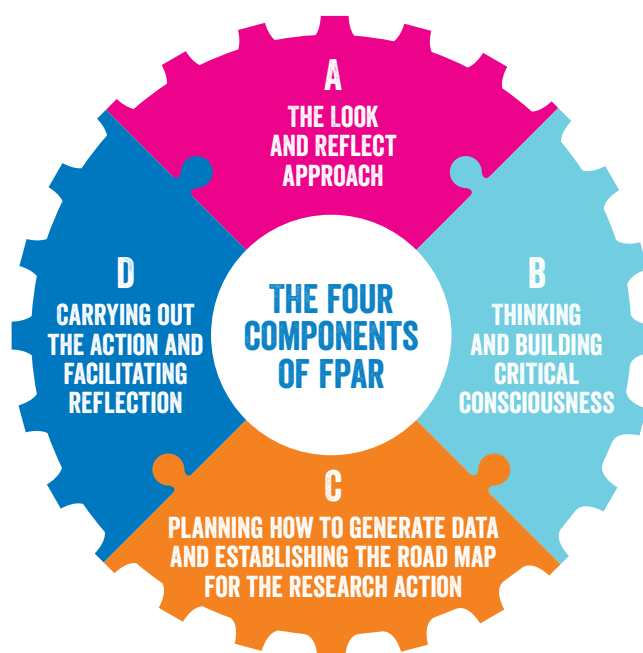 A
THE LOOK
AND REFLECT
APPROACH
B
THINKING
AND BUILDING
CRITICAL
CONSCIOUSNESS
C
PLANNING HOW TO GENERATE DATA
AND ESTABLISHING THE ROAD MAP
FOR THE RESEARCH ACTION
D
CARRYING OUT
THE ACTION AND
FACILITATING
REFLECTION
THE FOUR
COMPONENTS
OF FPAR